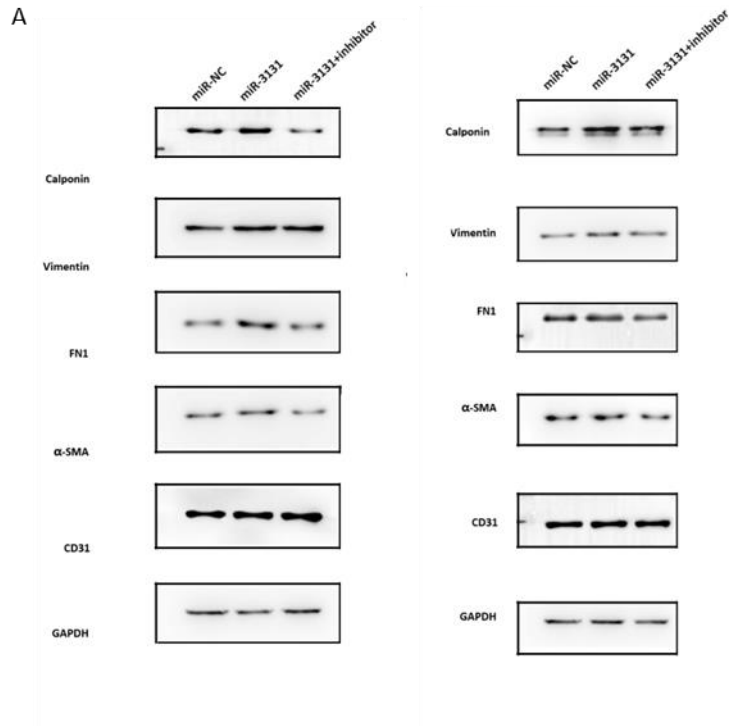 A
miR-NC
miR-3131
miR-3131+inhibitor
Calponin
Vimentin
FN1
α-SMA
CD31
GAPDH
miR-NC
miR-3131
miR-3131+inhibitor
Calponin
Vimentin
FN1
α-SMA
CD31
GAPDH